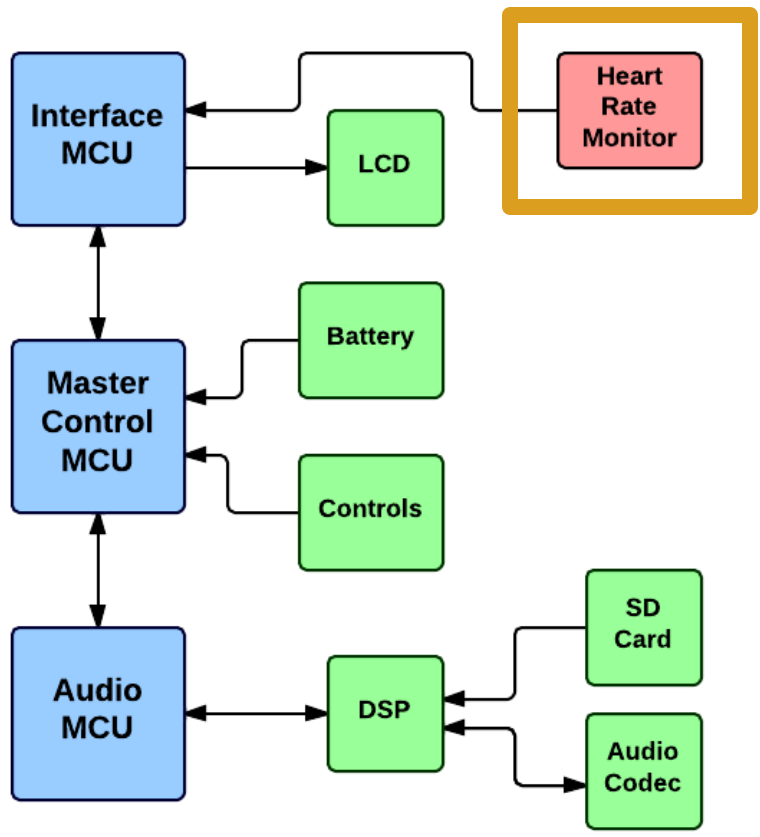 Interface
MCU
Heart
Rate
Monitor
LCD
Battery
Master
Control
MCU
Controls
SD
Card
Audio
MCU
DSP
Audio
Codec